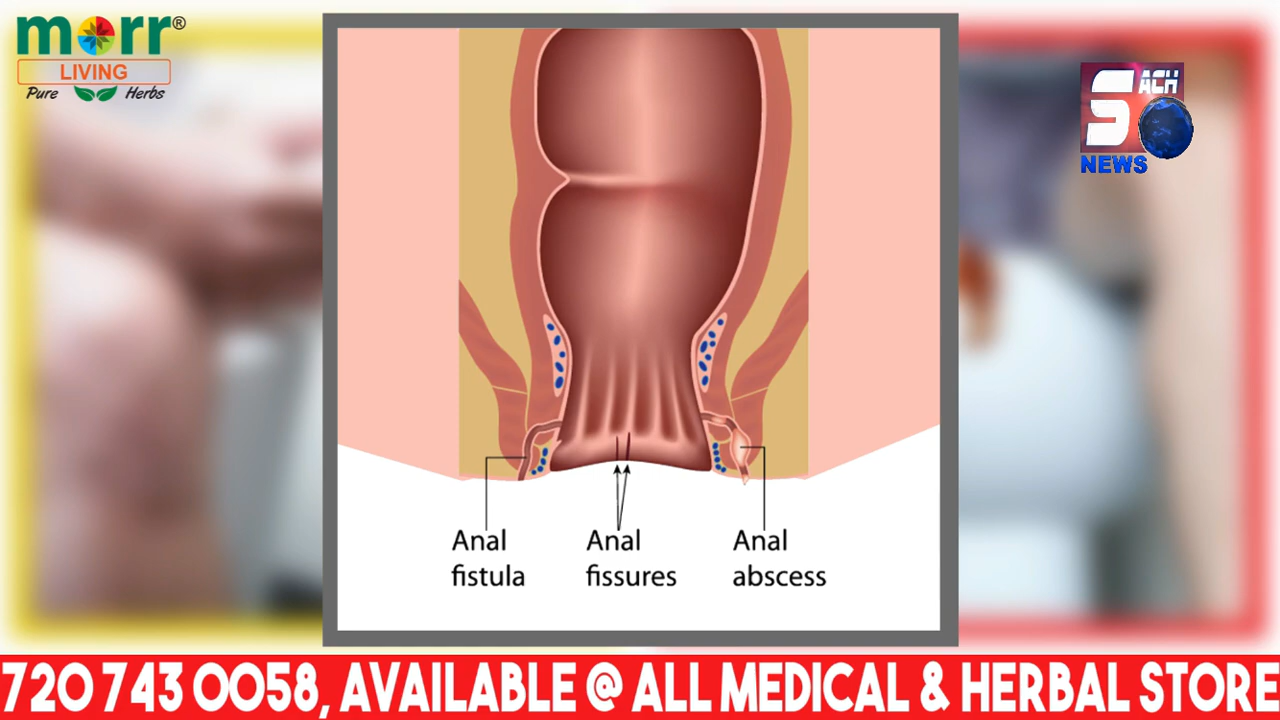 morr®
LIVING
Pure Herbs
SACH
NEWS
Anal
fistula
Anal
fissures
Anal
abscess
720 743 0058, AVAILABLE @ ALL MEDICAL & HERBAL STORE